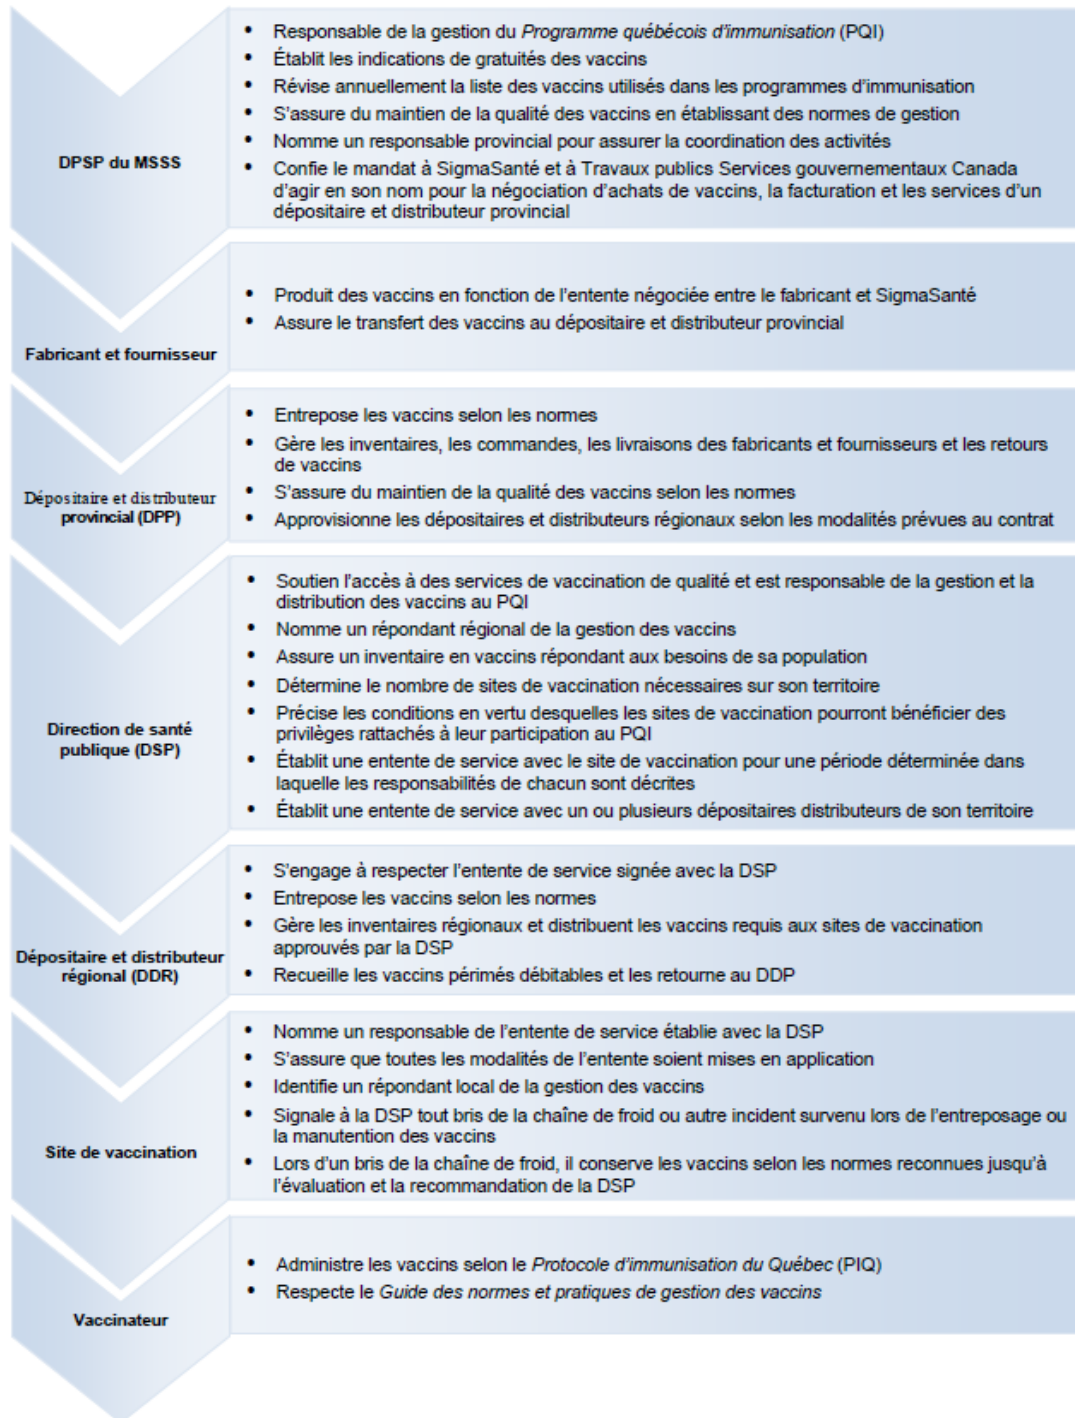 • Responsable de la gestion du Programme québécois d'immunisation (PQI)
• Établit les indications de gratuités des vaccins
• Révise annuellement la liste des vaccins utilisés dans les programmes d'immunisation
• S'assure du maintien de la qualité des vaccins en établissant des normes de gestion
DPSP du MSSS
• Nomme un responsable provincial pour assurer la coordination des activités
• Confie le mandat à SigmaSanté et à Travaux publics Services gouvernementaux Canada
d'agir en son nom pour la négociation d'achats de vaccins, la facturation et les services d'un
dépositaire et distributeur provincial
Fabricant et fournisseur
• Produit des vaccins en fonction de l'entente négociée entre le fabricant et SigmaSanté
• Assure le transfert des vaccins au dépositaire et distributeur provincial
Dépositaire et distributeur
provincial (DPP)
• Entrepose les vaccins selon les normes
• Gère les inventaires, les commandes, les livraisons des fabricants et fournisseurs et les retours
de vaccins
• S'assure du maintien de la qualité des vaccins selon les normes
• Approvisionne les dépositaires et distributeurs régionaux selon les modalités prévues au contrat
Direction de santé
publique (DSP)
• Soutien l'accès à des services de vaccination de qualité et est responsable de la gestion et la
distribution des vaccins au PQI
• Nomme un répondant régional de la gestion des vaccins
• Assure un inventaire en vaccins répondant aux besoins de sa population
• Détermine le nombre de sites de vaccination nécessaires sur son territoire
• Précise les conditions en vertu desquelles les sites de vaccination pourront bénéficier des
privilèges rattachés à leur participation au PQI
• Établit une entente de service avec le site de vaccination pour une période déterminée dans
laquelle les responsabilités de chacun sont décrites
• Établit une entente de service avec un ou plusieurs dépositaires distributeurs de son territoire
Dépositaire et distributeur
régional (DDR)
• S'engage à respecter l'entente de service signée avec la DSP
• Entrepose les vaccins selon les normes
• Gère les inventaires régionaux et distribuent les vaccins requis aux sites de vaccination
approuvés par la DSP
• Recueille les vaccins périmés débitables et les retourne au DDP
Site de vaccination
• Nomme un responsable de l'entente de service établie avec la DSP
• S'assure que toutes les modalités de l'entente soient mises en application
• Identifie un répondant local de la gestion des vaccins
• Signale à la DSP tout bris de la chaîne de froid ou autre incident survenu lors de l'entreposage ou
la manutention des vaccins
• Lors d'un bris de la chaîne de froid, il conserve les vaccins selon les normes reconnues jusqu'à
l'évaluation et la recommandation de la DSP
Vaccinateur
• Administre les vaccins selon le Protocole d'immunisation du Québec (PIQ)
• Respecte le Guide des normes et pratiques de gestion des vaccins